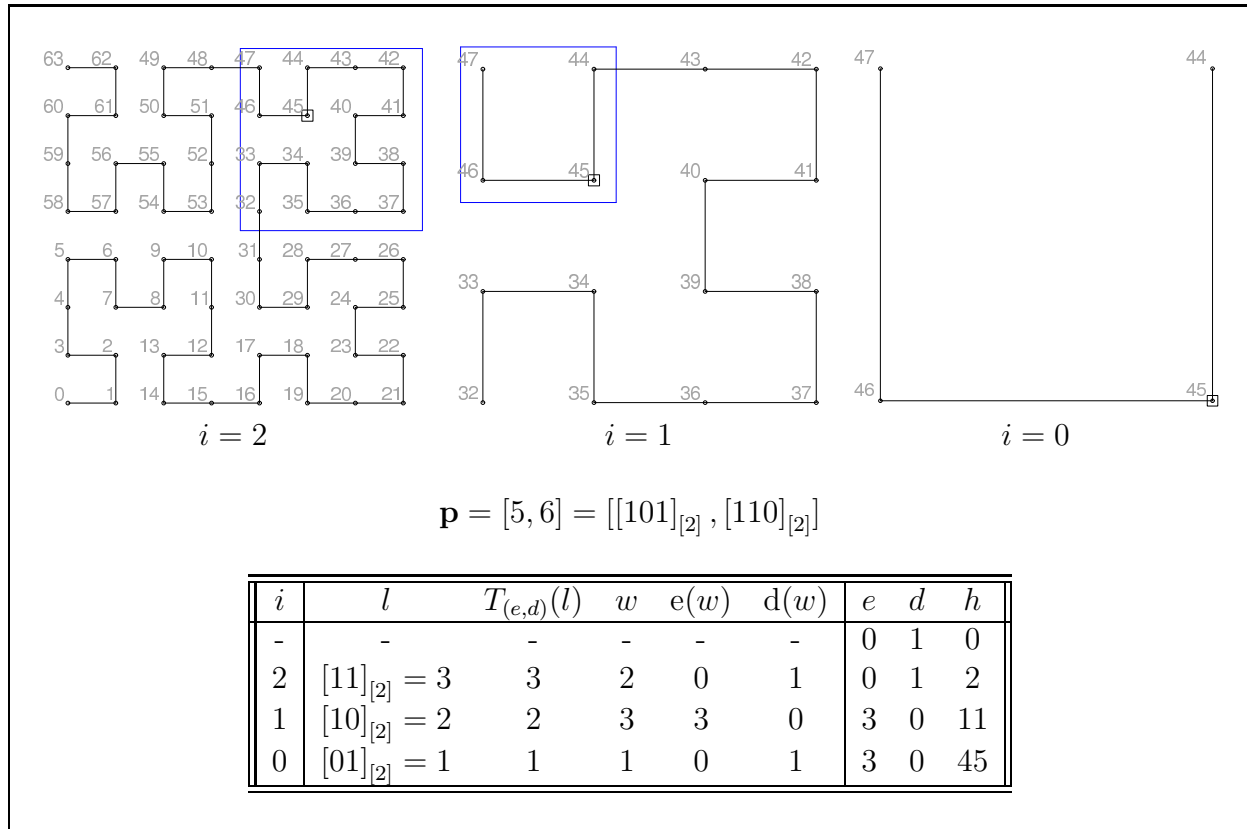 63 62 49 48 47 44 43 42
60 61 50 51 46 45 40 41
59 56 55 52 33 34 39 38
58 57 54 53 32 35 36 37
5 6 9 10 31 28 27 26
4 7 8 11 30 29 24 25
3 2 13 12 17 18 23 22
0 1 14 15 16 19 20 21
i = 2
47 44 43 42
46 45 40 41
33 34 39 38
32 35 36 37
i = 1
47 44
46 45
i = 0
p = [5, 6] = [[101]_[2] , [110]_[2]]
i l T_(e,d)(l) w e(w) d(w) e d h
- - - - - - 0 1 0
2 [11]_[2] = 3 3 2 0 1 0 1 2
1 [10]_[2] = 2 2 3 3 0 3 0 11
0 [01]_[2] = 1 1 1 0 1 3 0 45